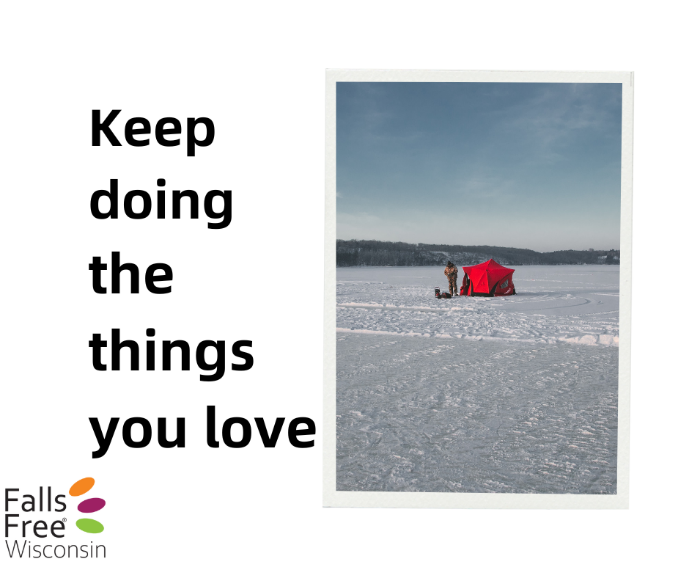 Keep
doing
the
things
you love
Falls
Free®
Wisconsin